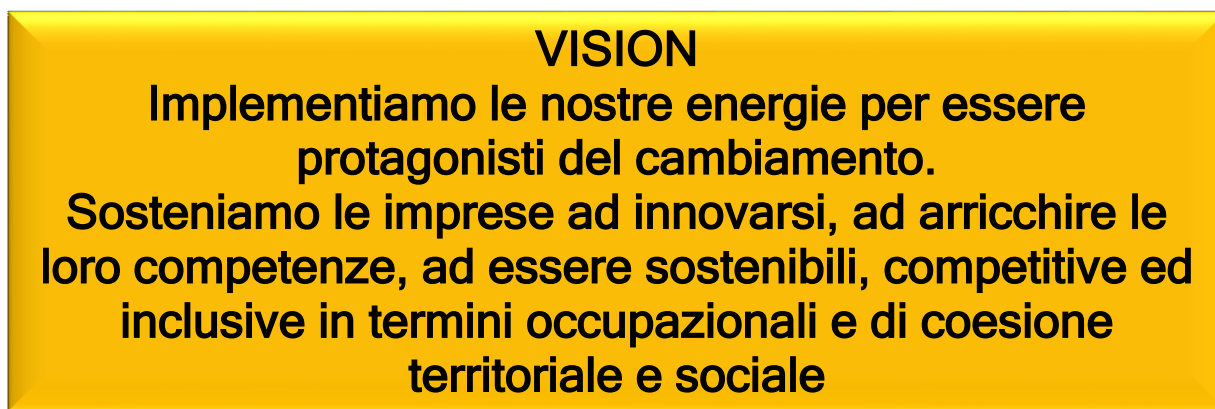 VISION
Implementiamo le nostre energie per essere
protagonisti del cambiamento.
Sosteniamo le imprese ad innovarsi, ad arricchire le
loro competenze, ad essere sostenibili, competitive ed
inclusive in termini occupazionali e di coesione
territoriale e sociale